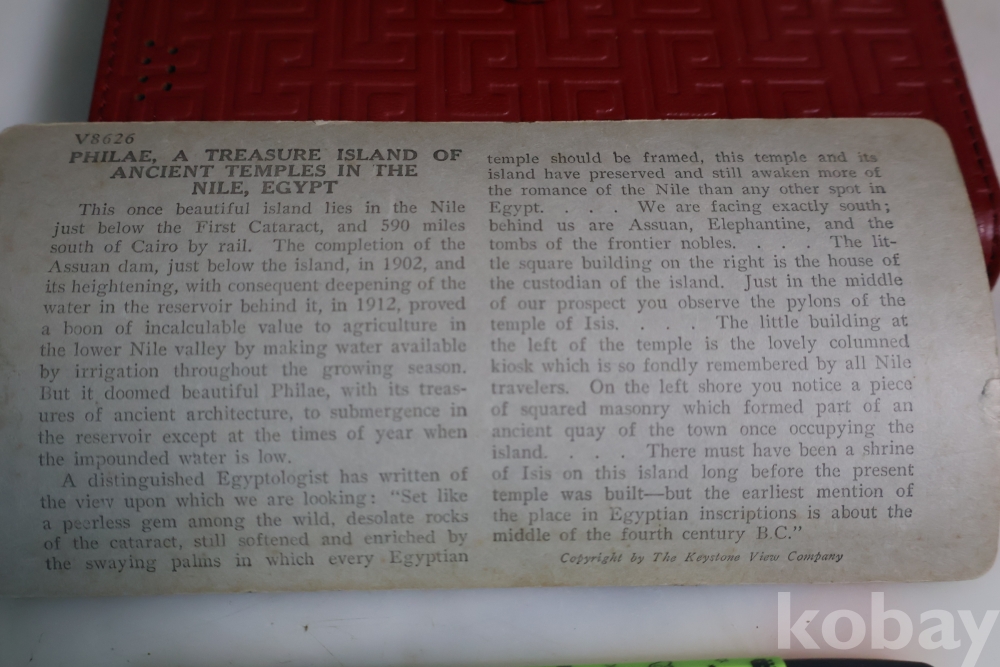 V8626
PHILAE, A TREASURE ISLAND OF
ANCIENT TEMPLES IN THE
NILE, EGYPT
This once beautiful island lies in the Nile
just below the First Cataract, and 590 miles
south of Cairo by rail. The completion of the
Assuan dam, just below the island, in 1902, and
its heightening, with consequent deepening of the
water in the reservoir behind it, in 1912, proved
a boon of incalculable value to agriculture in
the lower Nile valley by making water available
by irrigation throughout the growing season.
But it doomed beautiful Philae, with its treas-
ures of ancient architecture, to submergence in
the reservoir except at the times of year when
the impounded water is low.
A distinguished Egyptologist has written of
the view upon which we are looking: "Set like
a peerless gem among the wild, desolate rocks
of the cataract, still softened and enriched by
the swaying palms in which every Egyptian
temple should be framed, this temple and its
island have preserved and still awaken more of
the romance of the Nile than any other spot in
Egypt. . . . We are facing exactly south;
behind us are Assuan, Elephantine, and the
tombs of the frontier nobles. . . . The lit-
tle square building on the right is the house of
the custodian of the island. Just in the middle
of our prospect you observe the pylons of the
temple of Isis. . . . The little building at
the left of the temple is the lovely columned
kiosk which is so fondly remembered by all Nile
travelers. On the left shore you notice a piece
of squared masonry which formed part of an
ancient quay of the town once occupying the
island. . . . There must have been a shrine
of Isis on this island long before the present
temple was built—but the earliest mention of
the place in Egyptian inscriptions is about the
middle of the fourth century B.C."
Copyright by The Keystone View Company
kobay